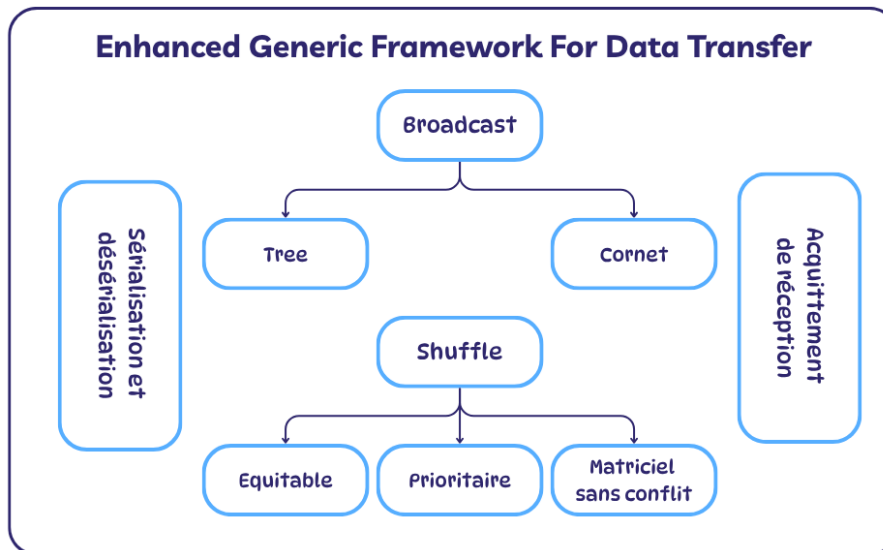 Enhanced Generic Framework For Data Transfer
Broadcast
Tree
Cornet
Sérialisation et
désérialisation
Acquittement
de réception
Shuffle
Equitable
Prioritaire
Matriciel
sans conflit